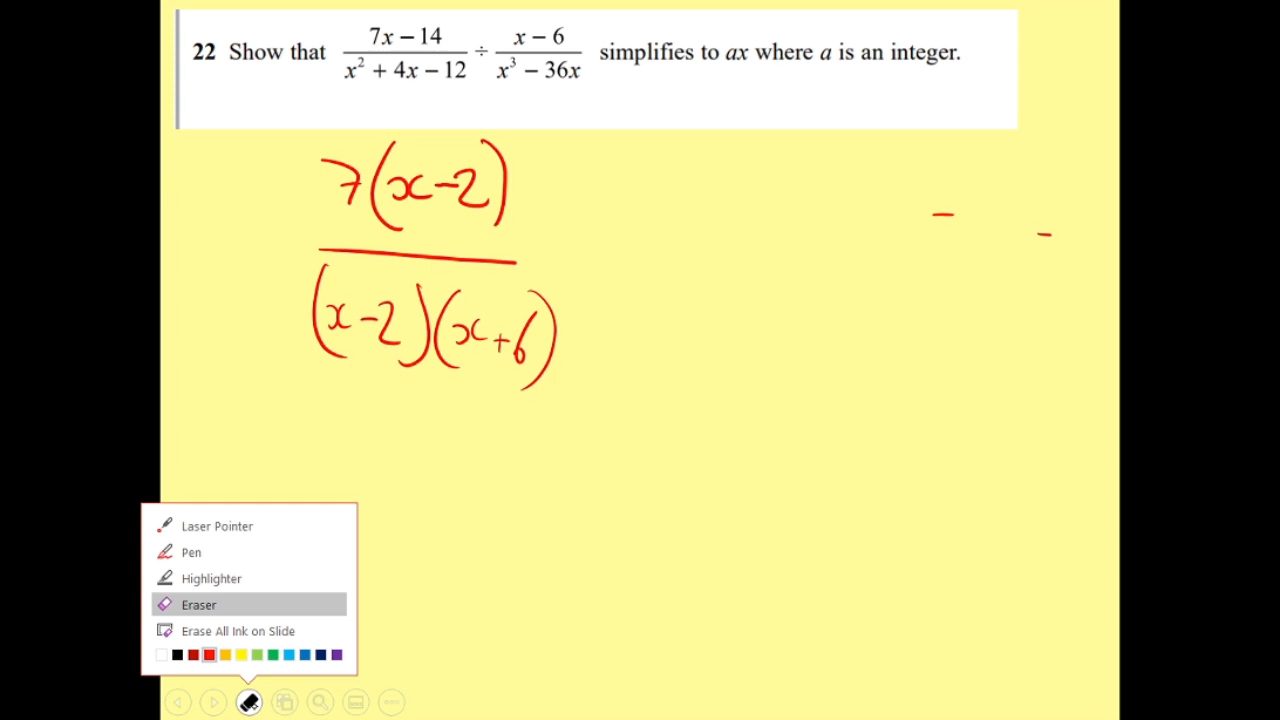 22 Show that (7x − 14)/(x² + 4x − 12) ÷ (x − 6)/(x³ − 36x) simplifies to ax where a is an integer.
7(x−2)
(x−2)(x+6)
Laser Pointer
Pen
Highlighter
Eraser
Erase All Ink on Slide